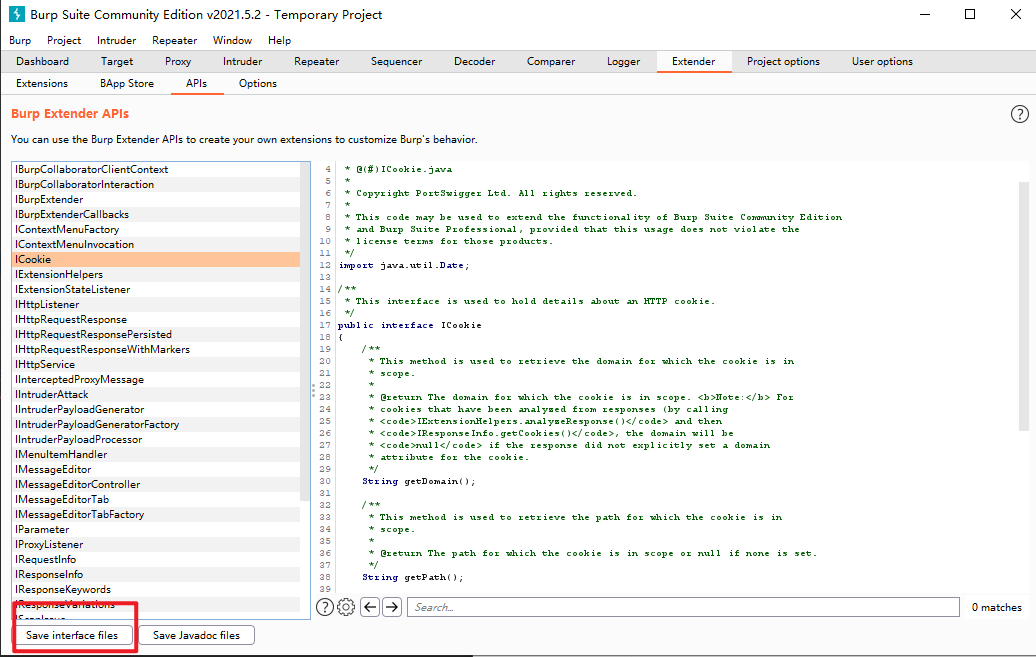 Burp Suite Community Edition v2021.5.2 - Temporary Project
Burp Project Intruder Repeater Window Help
Dashboard Target Proxy Intruder Repeater Sequencer Decoder Comparer Logger Extender Project options User options
Extensions BApp Store APIs Options
Burp Extender APIs
?
You can use the Burp Extender APIs to create your own extensions to customize Burp's behavior.
IBurpCollaboratorClientContext
IBurpCollaboratorInteraction
IBurpExtender
IBurpExtenderCallbacks
IContextMenuFactory
IContextMenuInvocation
ICookie
IExtensionHelpers
IExtensionStateListener
IHttpListener
IHttpRequestResponse
IHttpRequestResponsePersisted
IHttpRequestResponseWithMarkers
IHttpService
IInterceptedProxyMessage
IIntruderAttack
IIntruderPayloadGenerator
IIntruderPayloadGeneratorFactory
IIntruderPayloadProcessor
IMenuItemHandler
IMessageEditor
IMessageEditorController
IMessageEditorTab
IMessageEditorTabFactory
IParameter
IProxyListener
IRequestInfo
IResponseInfo
IResponseKeywords
IResponseVariations
IScanIssue
4 * @(#)ICookie.java
5 *
6 * Copyright PortSwigger Ltd. All rights reserved.
7 *
8 * This code may be used to extend the functionality of Burp Suite Community Edition
9 * and Burp Suite Professional, provided that this usage does not violate the
10 * license terms for those products.
11 */
12 import java.util.Date;
13
14 /**
15 * This interface is used to hold details about an HTTP cookie.
16 */
17 public interface ICookie
18 {
19 /**
20 * This method is used to retrieve the domain for which the cookie is in
21 * scope.
22 *
23 * @return The domain for which the cookie is in scope. <b>Note:</b> For
24 * cookies that have been analyzed from responses (by calling
25 * <code>IExtensionHelpers.analyzeResponse()</code> and then
26 * <code>IResponseInfo.getCookies()</code>, the domain will be
27 * <code>null</code> if the response did not explicitly set a domain
28 * attribute for the cookie.
29 */
30 String getDomain();
31
32 /**
33 * This method is used to retrieve the path for which the cookie is in
34 * scope.
35 *
36 * @return The path for which the cookie is in scope or null if none is set.
37 */
38 String getPath();
39
? Search... 0 matches
Save interface files Save Javadoc files